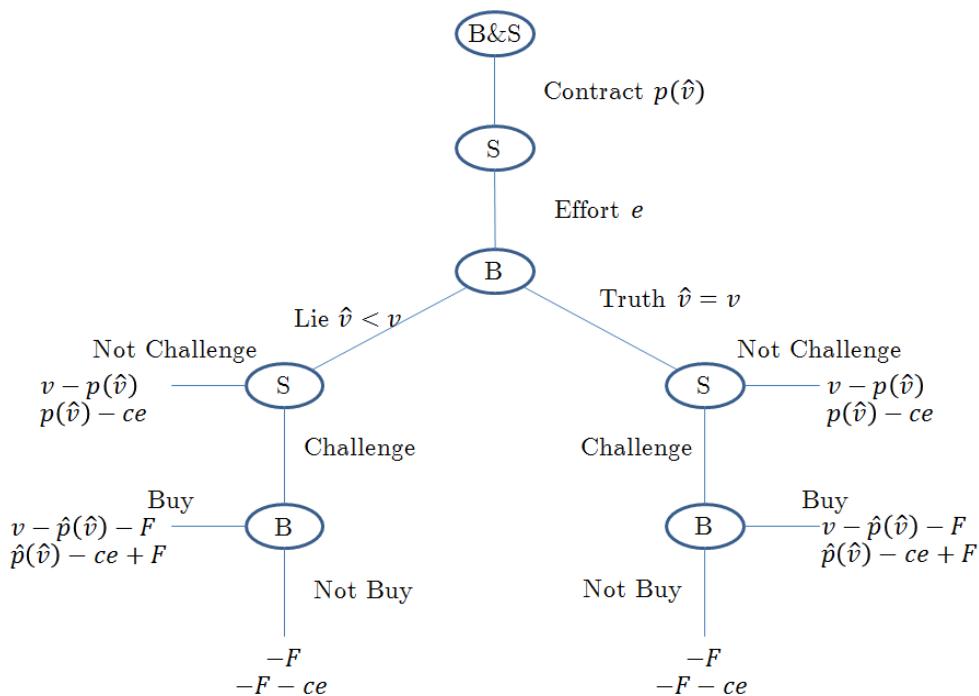 B&S
Contract p(v̂)
S
Effort e
B
Lie v̂ < v
Truth v̂ = v
Not Challenge
Not Challenge
v − p(v̂)
p(v̂) − ce
S
S
v − p(v̂)
p(v̂) − ce
Challenge
Challenge
Buy
Buy
v − p̂(v̂) − F
p̂(v̂) − ce + F
B
B
v − p̂(v̂) − F
p̂(v̂) − ce + F
Not Buy
Not Buy
−F
−F − ce
−F
−F − ce